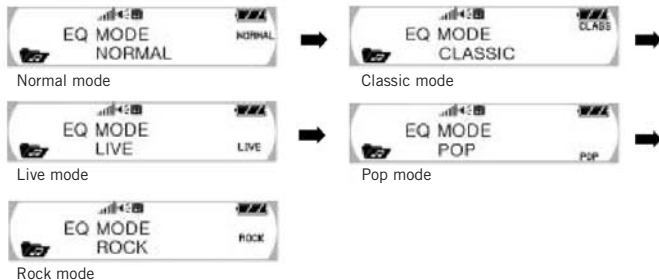 EQ MODE
NORMAL
NORMAL
Normal mode
EQ MODE
CLASSIC
CLASS
Classic mode
EQ MODE
LIVE
LIVE
Live mode
EQ MODE
POP
POP
Pop mode
EQ MODE
ROCK
ROCK
Rock mode